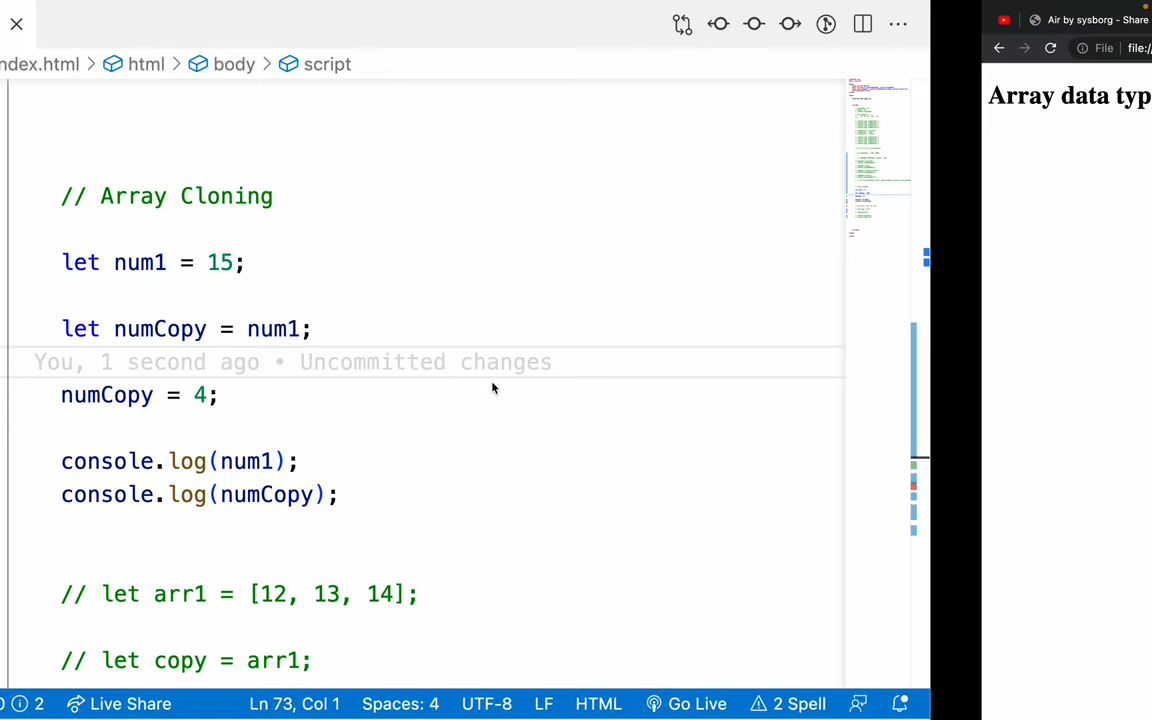 ndex.html > html > body > script
// Array Cloning
let num1 = 15;
let numCopy = num1;
You, 1 second ago • Uncommitted changes
numCopy = 4;
console.log(num1);
console.log(numCopy);
// let arr1 = [12, 13, 14];
// let copy = arr1;
0 2 Live Share Ln 73, Col 1 Spaces: 4 UTF-8 LF HTML Go Live 2 Spell
Air by sysborg - Share
File file://
Array data typ